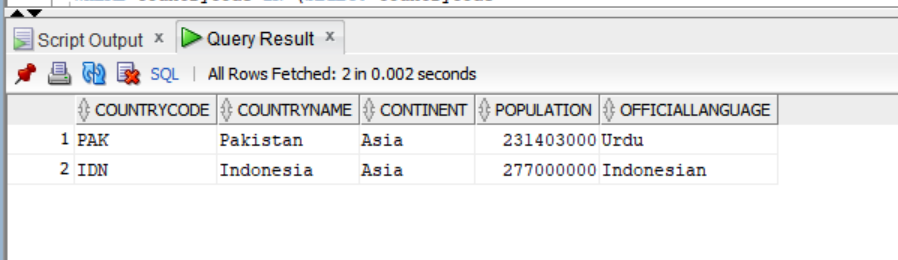 Script Output x Query Result x
SQL | All Rows Fetched: 2 in 0.002 seconds
COUNTRYCODE COUNTRYNAME CONTINENT POPULATION OFFICIALLANGUAGE
1 PAK Pakistan Asia 231403000 Urdu
2 IDN Indonesia Asia 277000000 Indonesian